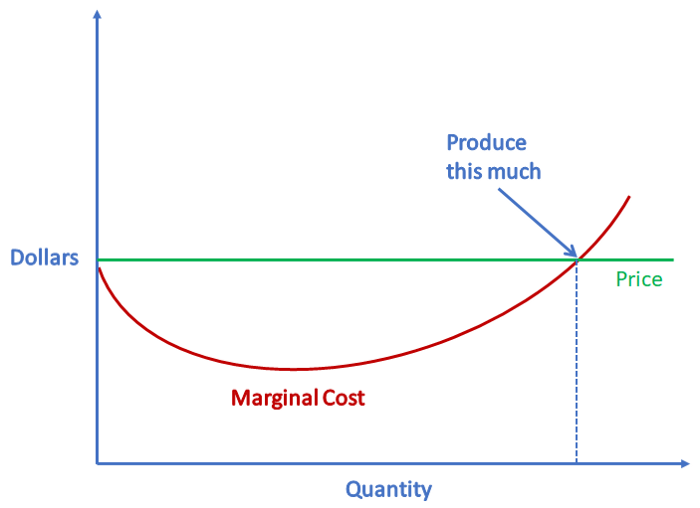 Produce
this much
Dollars
Price
Marginal Cost
Quantity